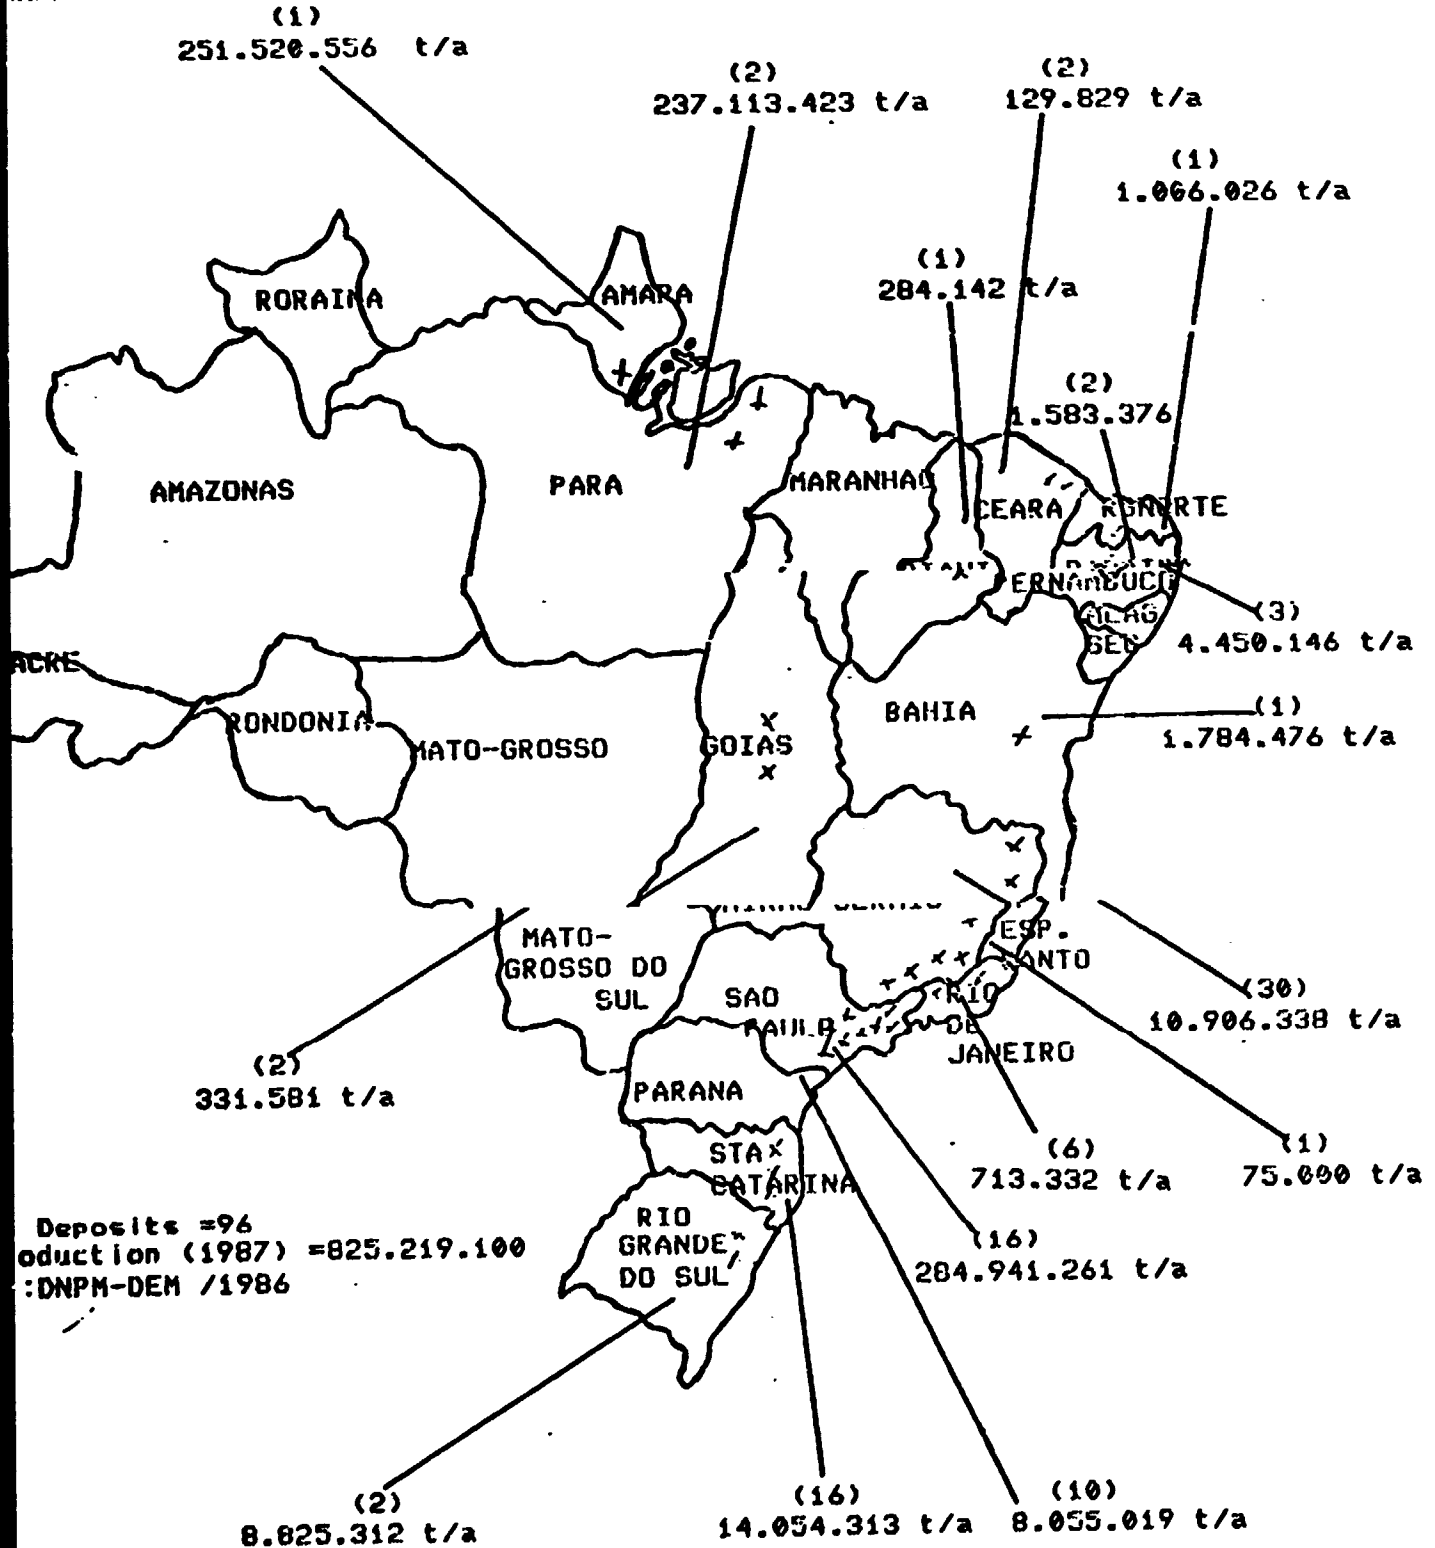 (1)
251.520.556 t/a
(2)
237.113.423 t/a
(2)
129.829 t/a
(1)
1.066.026 t/a
(1)
284.142 t/a
(2)
1.583.376
RORAIMA
AMAPA
AMAZONAS
PARA
MARANHAO
CEARA
R.NORTE
PERNAMBUCO
ALAG
SEG
(3)
4.450.146 t/a
ACRE
RONDONIA
MATO-GROSSO
GOIAS
BAHIA
(1)
1.784.476 t/a
MATO-
GROSSO DO
SUL
ESP.
SANTO
SAO
PAULO
RIO
DE
JANEIRO
(30)
10.906.338 t/a
(2)
331.581 t/a
PARANA
(1)
75.000 t/a
(6)
713.332 t/a
STA
CATARINA
(16)
284.941.261 t/a
RIO
GRANDE
DO SUL
Deposits =96
oduction (1987) =825.219.100
:DNPM-DEM /1986
(2)
8.825.312 t/a
(16)
14.054.313 t/a
(10)
8.055.019 t/a